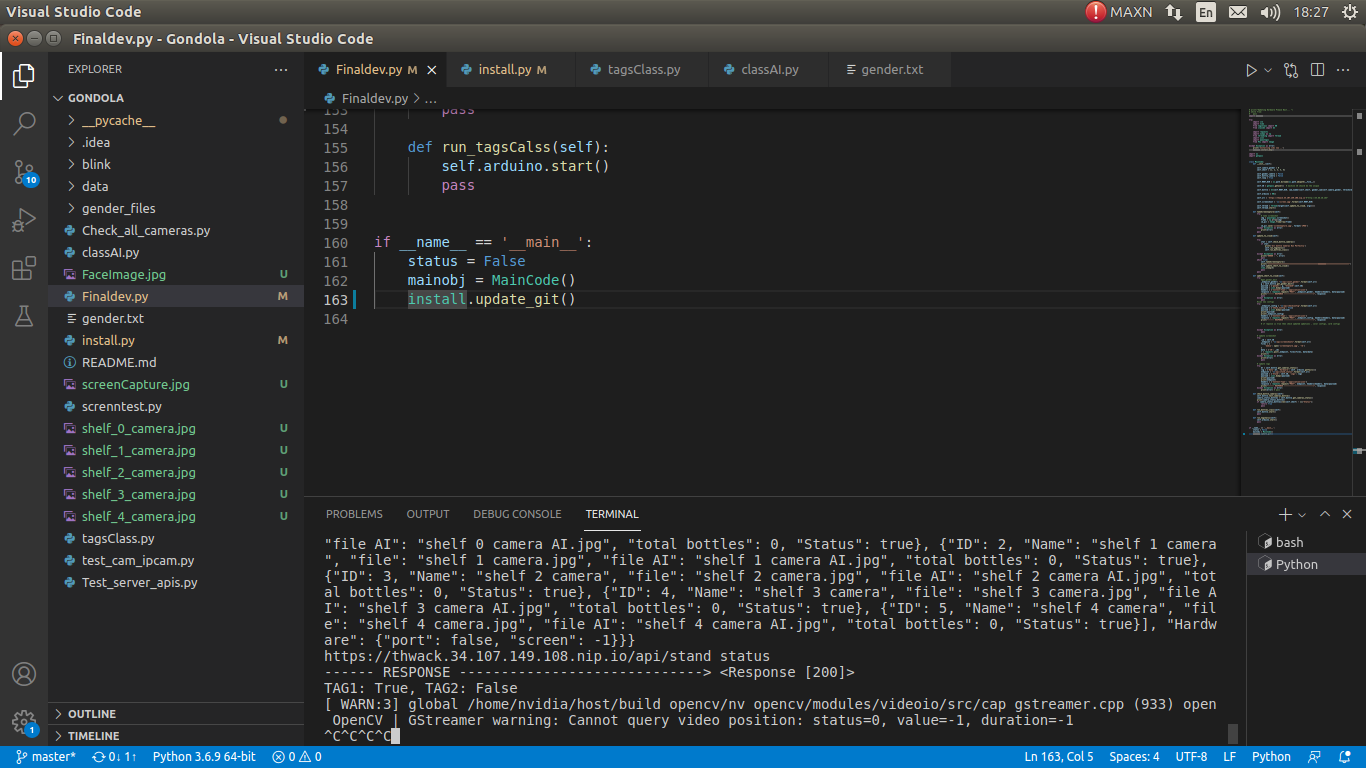 Visual Studio Code
MAXN
En
18:27
Finaldev.py - Gondola - Visual Studio Code
EXPLORER
Finaldev.py M
install.py M
tagsClass.py
classAI.py
gender.txt
GONDOLA
Finaldev.py > ...
__pycache__
.idea
blink
data
gender_files
Check_all_cameras.py
classAI.py
FaceImage.jpg U
Finaldev.py M
gender.txt
install.py M
README.md
screenCapture.jpg U
screnntest.py
shelf_0_camera.jpg U
shelf_1_camera.jpg U
shelf_2_camera.jpg U
shelf_3_camera.jpg U
shelf_4_camera.jpg U
tagsClass.py
test_cam_ipcam.py
Test_server_apis.py
OUTLINE
TIMELINE
10
1
153 pass
154
155 def run_tagsCalss(self):
156 self.arduino.start()
157 pass
158
159
160 if __name__ == '__main__':
161 status = False
162 mainobj = MainCode()
163 install.update_git()
164
PROBLEMS OUTPUT DEBUG CONSOLE TERMINAL
"file AI": "shelf 0 camera AI.jpg", "total bottles": 0, "Status": true}, {"ID": 2, "Name": "shelf 1 camera
", "file": "shelf 1 camera.jpg", "file AI": "shelf 1 camera AI.jpg", "total bottles": 0, "Status": true},
{"ID": 3, "Name": "shelf 2 camera", "file": "shelf 2 camera.jpg", "file AI": "shelf 2 camera AI.jpg", "tot
al bottles": 0, "Status": true}, {"ID": 4, "Name": "shelf 3 camera", "file": "shelf 3 camera.jpg", "file A
I": "shelf 3 camera AI.jpg", "total bottles": 0, "Status": true}, {"ID": 5, "Name": "shelf 4 camera", "fil
e": "shelf 4 camera.jpg", "file AI": "shelf 4 camera AI.jpg", "total bottles": 0, "Status": true}], "Hardw
are": {"port": false, "screen": -1}}}
https://thwack.34.107.149.108.nip.io/api/stand status
------ RESPONSE ----------------------------> <Response [200]>
TAG1: True, TAG2: False
[ WARN:3] global /home/nvidia/host/build opencv/nv opencv/modules/videoio/src/cap gstreamer.cpp (933) open
OpenCV | GStreamer warning: Cannot query video position: status=0, value=-1, duration=-1
^C^C^C^C
bash
Python
master*
0↓ 1↑
Python 3.6.9 64-bit
0 0
Ln 163, Col 5
Spaces: 4
UTF-8
LF
Python